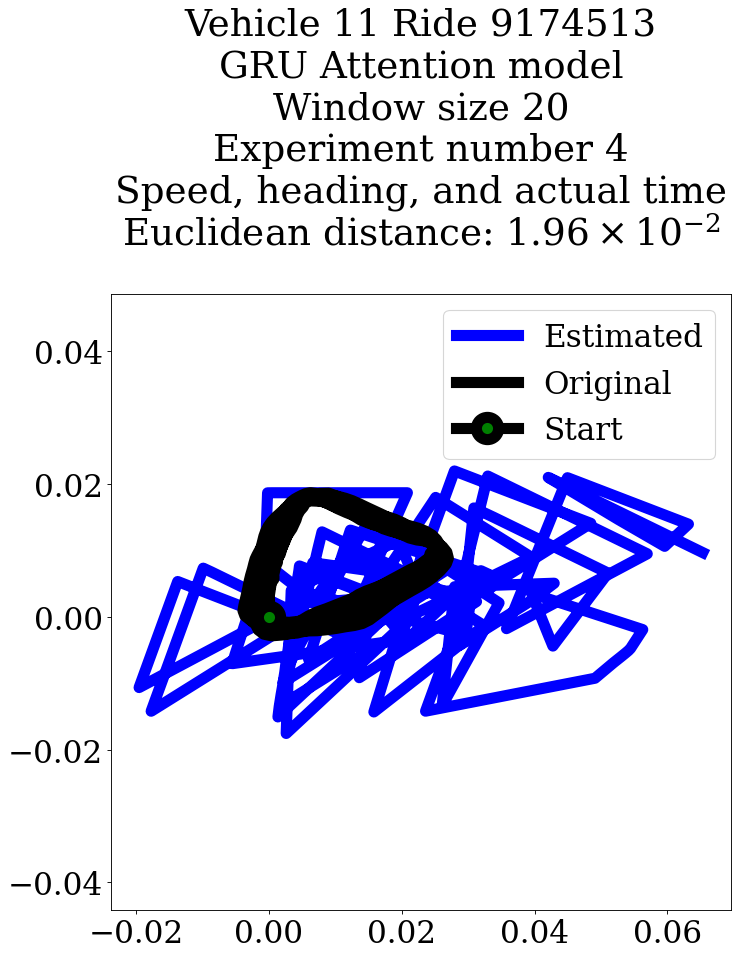 Vehicle 11 Ride 9174513
GRU Attention model
Window size 20
Experiment number 4
Speed, heading, and actual time
Euclidean distance: 1.96 × 10⁻²
Estimated
Original
Start
0.04
0.02
0.00
−0.02
−0.04
−0.02 0.00 0.02 0.04 0.06